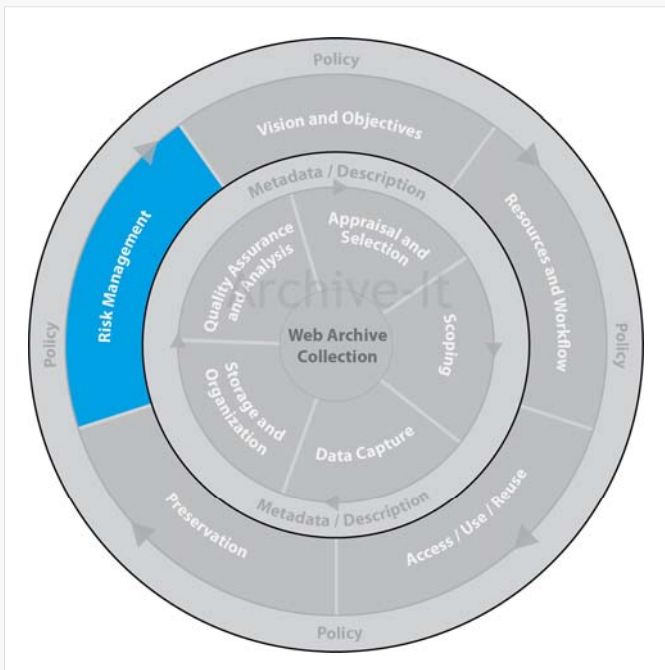 Policy
Vision and Objectives
Metadata / Description
Appraisal and
Selection
Quality Assurance
and Analysis
Resources and Workflow
Risk Management
Archive-It
Web Archive
Collection
Scoping
Policy
Policy
Storage and
Organization
Data Capture
Metadata / Description
Preservation
Access / Use / Reuse
Policy